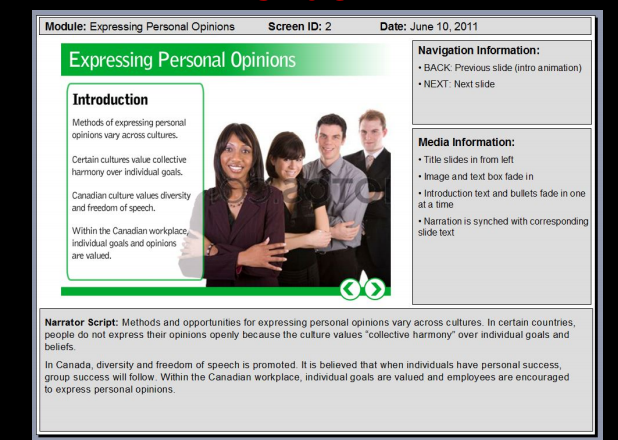 Module: Expressing Personal Opinions Screen ID: 2 Date: June 10, 2011
Expressing Personal Opinions
Introduction
Methods of expressing personal
opinions vary across cultures.
Certain cultures value collective
harmony over individual goals.
Canadian culture values diversity
and freedom of speech.
Within the Canadian workplace,
individual goals and opinions
are valued.
Navigation Information:
• BACK: Previous slide (intro animation)
• NEXT: Next slide
Media Information:
• Title slides in from left
• Image and text box fade in
• Introduction text and bullets fade in one
at a time
• Narration is synched with corresponding
slide text
Narrator Script: Methods and opportunities for expressing personal opinions vary across cultures. In certain countries,
people do not express their opinions openly because the culture values "collective harmony" over individual goals and
beliefs.
In Canada, diversity and freedom of speech is promoted. It is believed that when individuals have personal success,
group success will follow. Within the Canadian workplace, individual goals are valued and employees are encouraged
to express personal opinions.